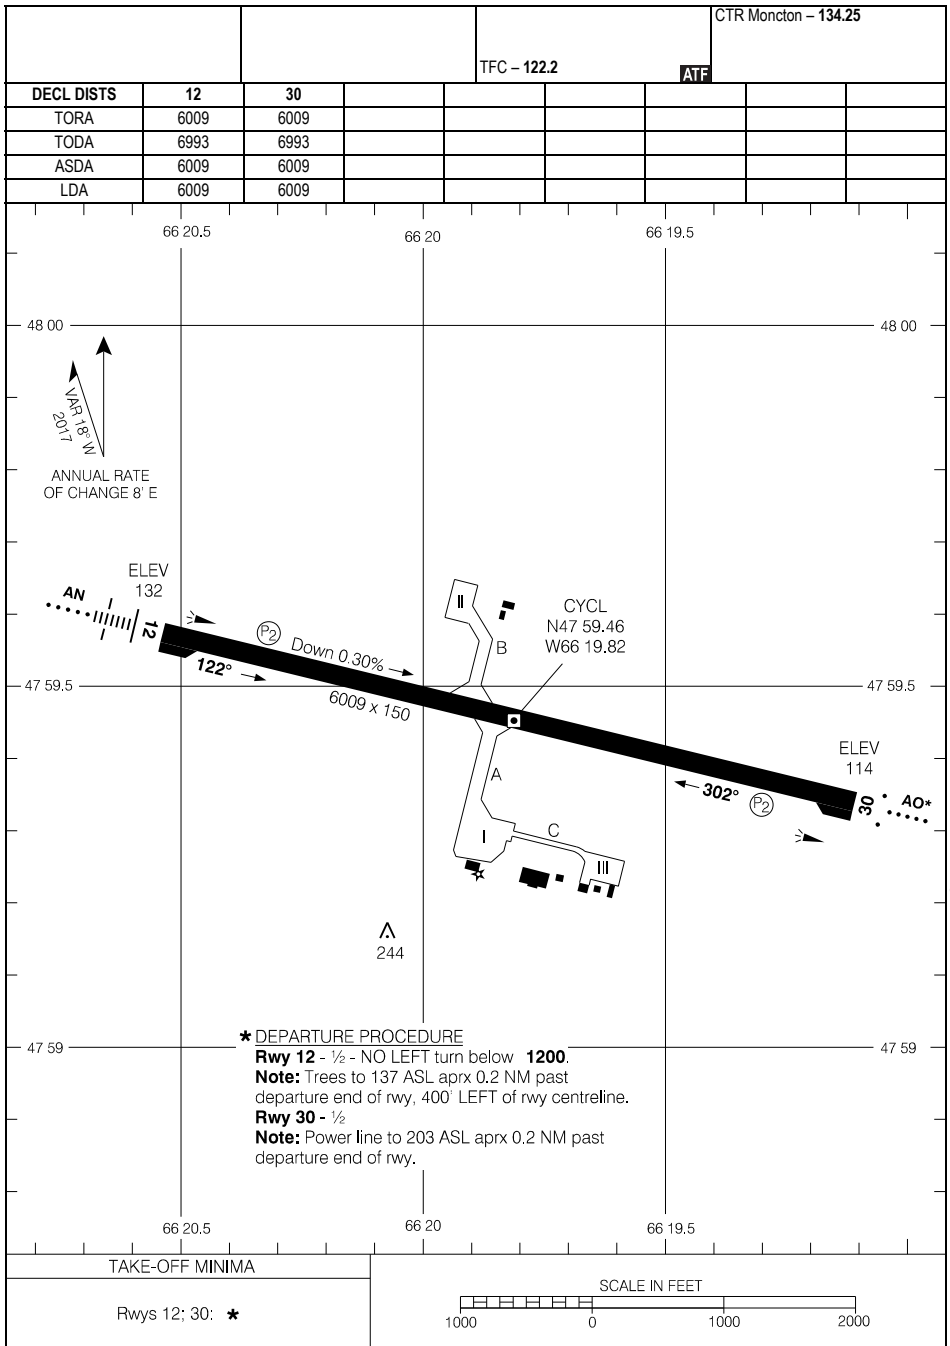 CTR Moncton – 134.25
TFC – 122.2
ATF
DECL DISTS 12 30
TORA 6009 6009
TODA 6993 6993
ASDA 6009 6009
LDA 6009 6009
66 20.5 66 20 66 19.5
48 00 48 00
VAR 18° W
2017
ANNUAL RATE
OF CHANGE 8' E
ELEV
132
AN
12
P2
Down 0.30%
122°
6009 x 150
II
B
CYCL
N47 59.46
W66 19.82
47 59.5 47 59.5
ELEV
114
A
302°
P2
30
AO*
I
C
III
244
47 59 47 59
* DEPARTURE PROCEDURE
Rwy 12 - ½ - NO LEFT turn below 1200.
Note: Trees to 137 ASL aprx 0.2 NM past
departure end of rwy, 400' LEFT of rwy centreline.
Rwy 30 - ½
Note: Power line to 203 ASL aprx 0.2 NM past
departure end of rwy.
66 20.5 66 20 66 19.5
TAKE-OFF MINIMA
Rwys 12; 30: *
SCALE IN FEET
1000 0 1000 2000